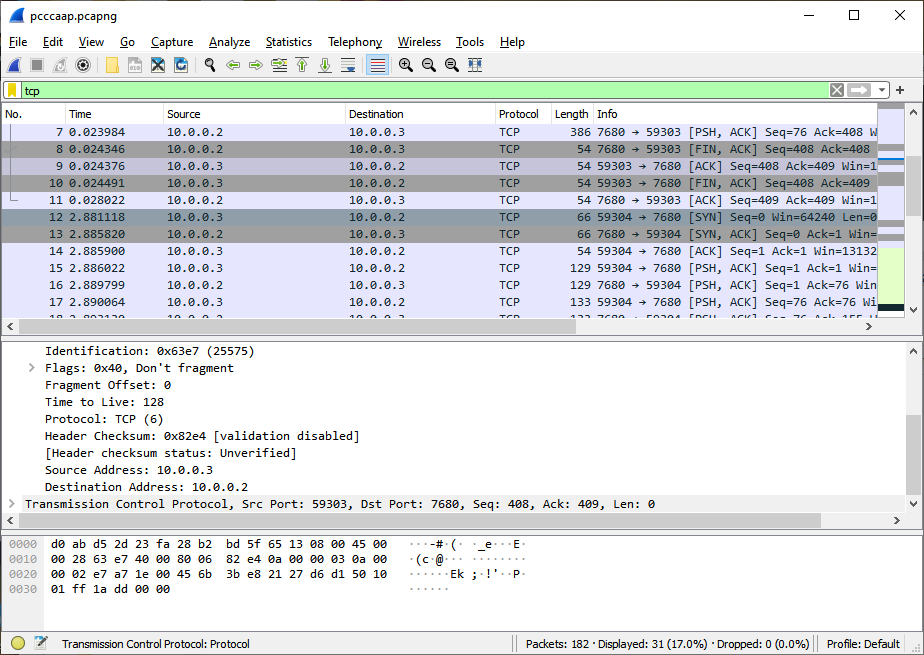 pcccaap.pcapng
File Edit View Go Capture Analyze Statistics Telephony Wireless Tools Help
tcp
No. Time Source Destination Protocol Length Info
7 0.023984 10.0.0.2 10.0.0.3 TCP 386 7680 → 59303 [PSH, ACK] Seq=76 Ack=408 W
8 0.024346 10.0.0.2 10.0.0.3 TCP 54 7680 → 59303 [FIN, ACK] Seq=408 Ack=408
9 0.024376 10.0.0.3 10.0.0.2 TCP 54 59303 → 7680 [ACK] Seq=408 Ack=409 Win=1
10 0.024491 10.0.0.3 10.0.0.2 TCP 54 59303 → 7680 [FIN, ACK] Seq=408 Ack=409
11 0.028022 10.0.0.2 10.0.0.3 TCP 54 7680 → 59303 [ACK] Seq=409 Ack=409 Win=1
12 2.881118 10.0.0.3 10.0.0.2 TCP 66 59304 → 7680 [SYN] Seq=0 Win=64240 Len=0
13 2.885820 10.0.0.2 10.0.0.3 TCP 66 7680 → 59304 [SYN, ACK] Seq=0 Ack=1 Win=
14 2.885900 10.0.0.3 10.0.0.2 TCP 54 59304 → 7680 [ACK] Seq=1 Ack=1 Win=13132
15 2.886022 10.0.0.3 10.0.0.2 TCP 129 59304 → 7680 [PSH, ACK] Seq=1 Ack=1 Win=
16 2.889799 10.0.0.2 10.0.0.3 TCP 129 7680 → 59304 [PSH, ACK] Seq=1 Ack=76 Win
17 2.890064 10.0.0.3 10.0.0.2 TCP 133 59304 → 7680 [PSH, ACK] Seq=76 Ack=76 Wi
Identification: 0x63e7 (25575)
Flags: 0x40, Don't fragment
Fragment Offset: 0
Time to Live: 128
Protocol: TCP (6)
Header Checksum: 0x82e4 [validation disabled]
[Header checksum status: Unverified]
Source Address: 10.0.0.3
Destination Address: 10.0.0.2
Transmission Control Protocol, Src Port: 59303, Dst Port: 7680, Seq: 408, Ack: 409, Len: 0
0000 d0 ab d5 2d 23 fa 28 b2 bd 5f 65 13 08 00 45 00 ···-#·(· ·_e···E·
0010 00 28 63 e7 40 00 80 06 82 e4 0a 00 00 03 0a 00 ·(c·@··· ········
0020 00 02 e7 a7 1e 00 45 6b 3b e8 21 27 d6 d1 50 10 ······Ek ;·!'··P·
0030 01 ff 1a dd 00 00 ······
Transmission Control Protocol: Protocol Packets: 182 · Displayed: 31 (17.0%) · Dropped: 0 (0.0%) Profile: Default